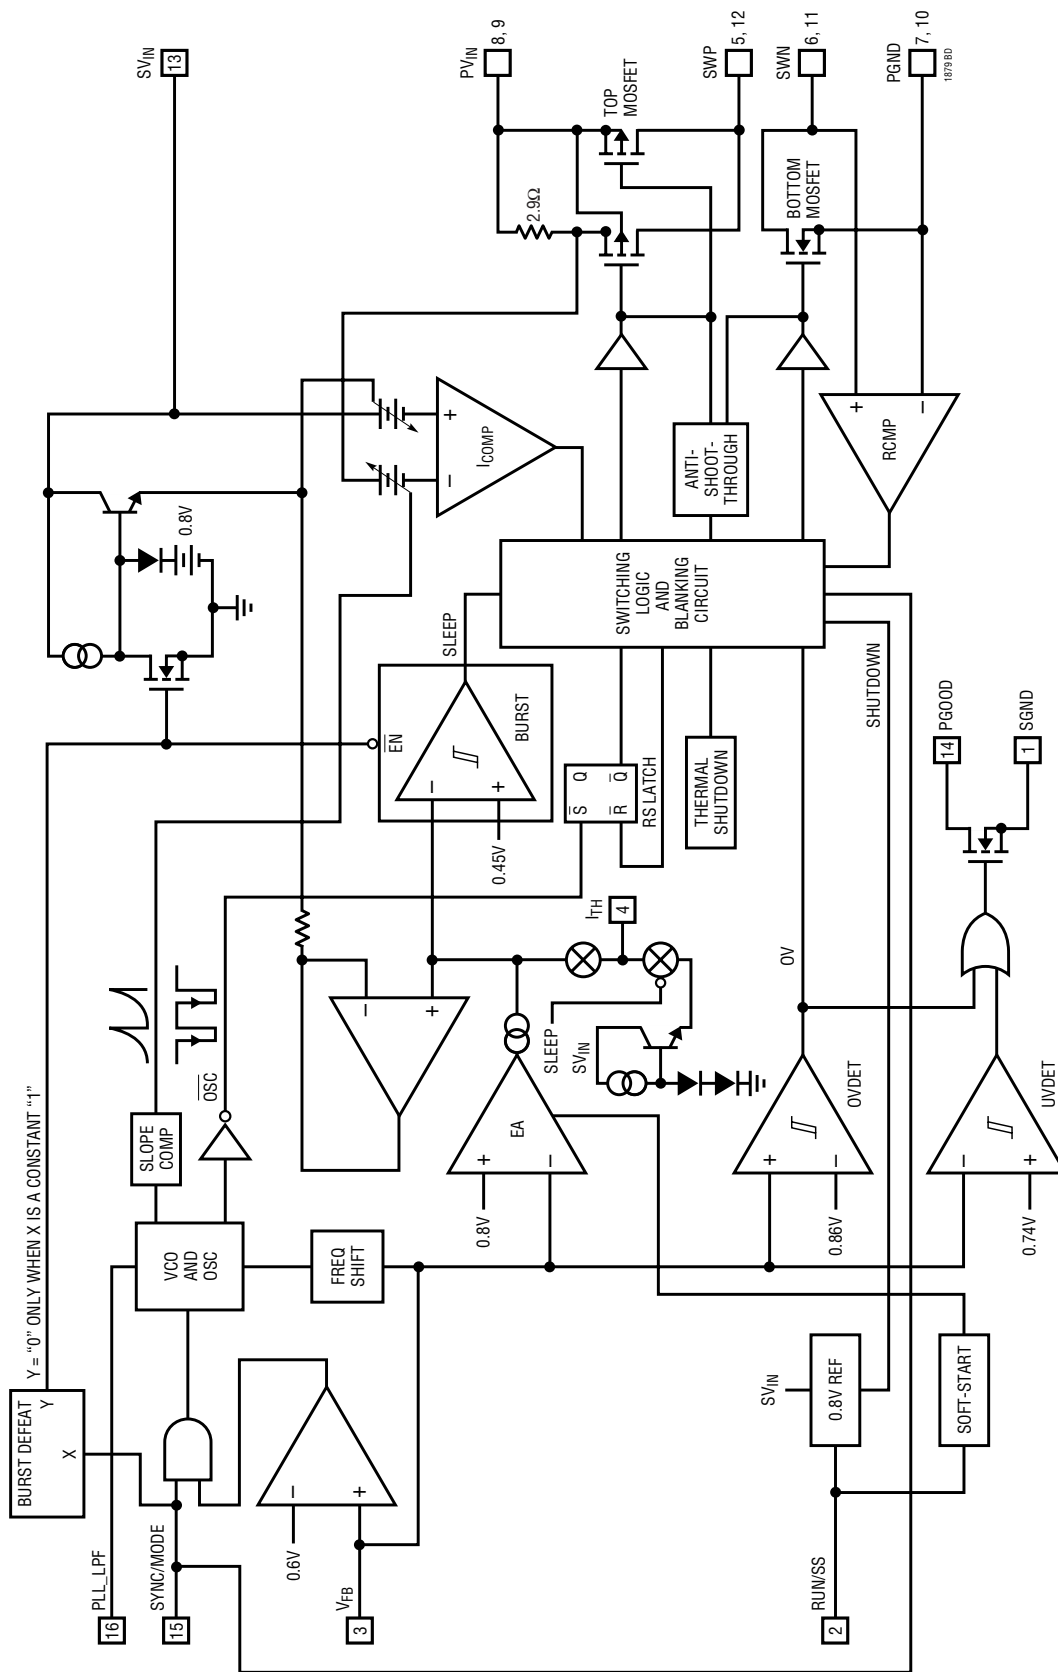 Y = “0” ONLY WHEN X IS A CONSTANT “1”
BURST DEFEAT
Y
X
PLL_LPF
16
SYNC/MODE
15
0.6V
–
+
VFB
3
RUN/SS
2
VCO
AND
OSC
SLOPE
COMP
OSC
FREQ
SHIFT
0.8V
+
–
EA
–
+
SLEEP
SVIN
ITH
4
0.8V REF
SVIN
SOFT-START
+
–
0.86V
OVDET
OV
–
+
0.74V
UVDET
PGOOD
14
SGND
1
SHUTDOWN
EN
–
+
0.45V
BURST
SLEEP
S Q
R Q
RS LATCH
THERMAL
SHUTDOWN
SWITCHING
LOGIC
AND
BLANKING
CIRCUIT
ANTI-
SHOOT-
THROUGH
0.8V
+
–
ICOMP
+
–
RCMP
2.9Ω
TOP
MOSFET
BOTTOM
MOSFET
SVIN
13
PVIN
8, 9
SWP
5, 12
SWN
6, 11
PGND
7, 10
1879 BD